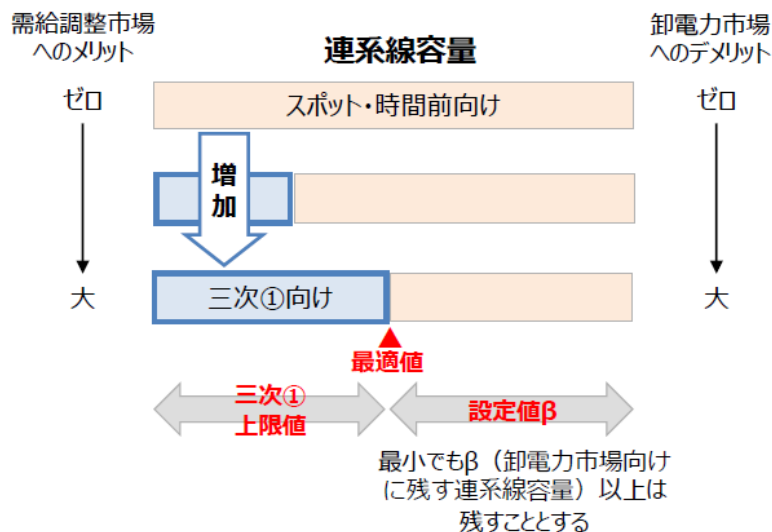 需給調整市場
へのメリット
連系線容量
卸電力市場
へのデメリット
ゼロ
スポット・時間前向け
ゼロ
増
加
大
三次①向け
大
最適値
三次①
上限値
設定値β
最小でもβ（卸電力市場向け
に残す連系線容量）以上は
残すこととする